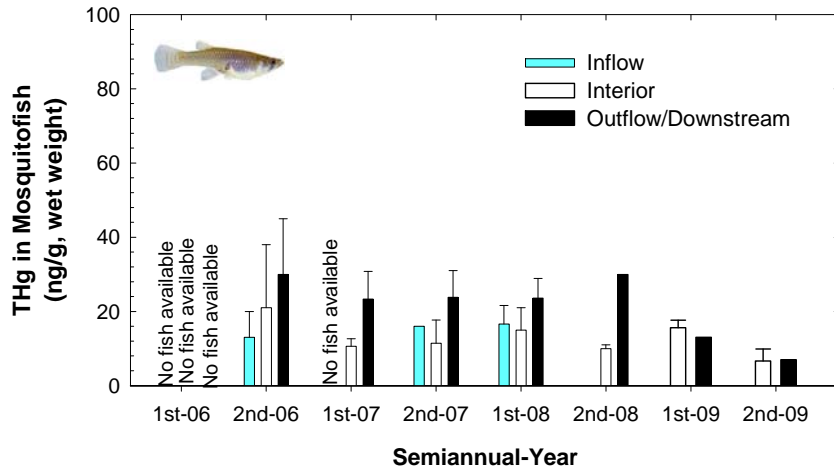 THg in Mosquitofish
(ng/g, wet weight)
100
80
60
40
20
0
Inflow
Interior
Outflow/Downstream
No fish available
No fish available
No fish available
No fish available
1st-06
2nd-06
1st-07
2nd-07
1st-08
2nd-08
1st-09
2nd-09
Semiannual-Year